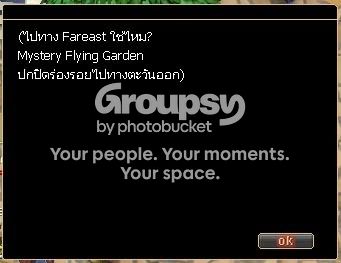 (ไปทาง Fareast ใช้ไหม?
Mystery Flying Garden
ปกปิดร่องรอยไปทางตะวันออก)
Groupsy
by photobucket
Your people. Your moments.
Your space.
ok